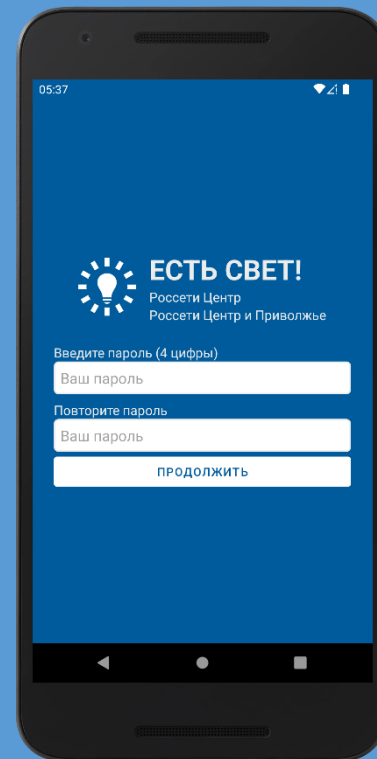 05:37
ЕСТЬ СВЕТ!
Россети Центр
Россети Центр и Приволжье
Введите пароль (4 цифры)
Ваш пароль
Повторите пароль
Ваш пароль
ПРОДОЛЖИТЬ